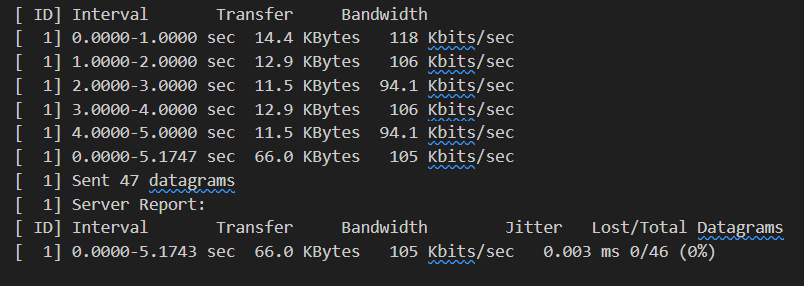 [ ID] Interval       Transfer     Bandwidth
[  1] 0.0000-1.0000 sec  14.4 KBytes   118 Kbits/sec
[  1] 1.0000-2.0000 sec  12.9 KBytes   106 Kbits/sec
[  1] 2.0000-3.0000 sec  11.5 KBytes  94.1 Kbits/sec
[  1] 3.0000-4.0000 sec  12.9 KBytes   106 Kbits/sec
[  1] 4.0000-5.0000 sec  11.5 KBytes  94.1 Kbits/sec
[  1] 0.0000-5.1747 sec  66.0 KBytes   105 Kbits/sec
[  1] Sent 47 datagrams
[  1] Server Report:
[ ID] Interval       Transfer     Bandwidth        Jitter   Lost/Total Datagrams
[  1] 0.0000-5.1743 sec  66.0 KBytes   105 Kbits/sec   0.003 ms 0/46 (0%)